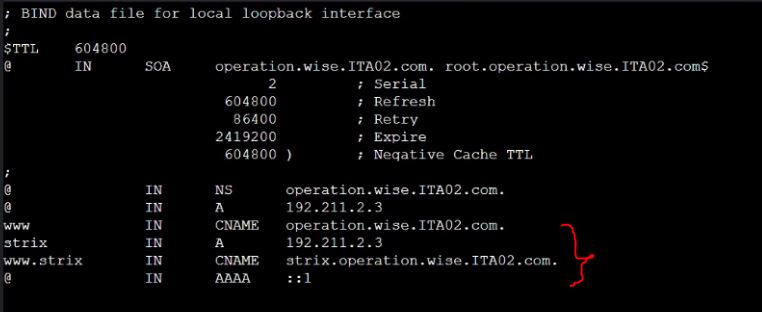 ; BIND data file for local loopback interface
;
$TTL    604800
@       IN      SOA     operation.wise.ITA02.com. root.operation.wise.ITA02.com$
                              2         ; Serial
                         604800         ; Refresh
                          86400         ; Retry
                        2419200         ; Expire
                         604800 )       ; Negative Cache TTL
;
@               IN      NS      operation.wise.ITA02.com.
@               IN      A       192.211.2.3
www             IN      CNAME   operation.wise.ITA02.com.
strix           IN      A       192.211.2.3
www.strix       IN      CNAME   strix.operation.wise.ITA02.com.
@               IN      AAAA    ::1